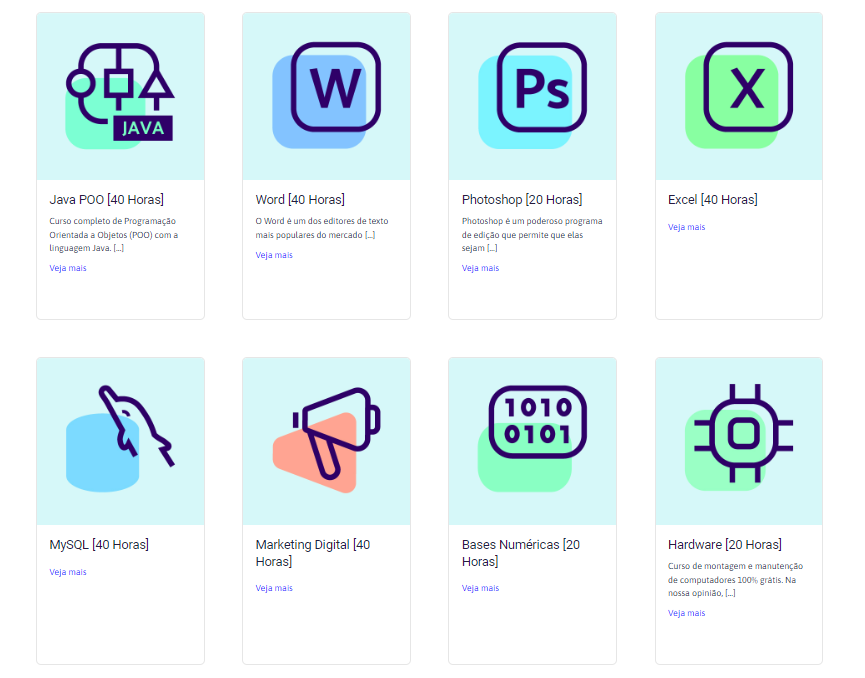 JAVA
Java POO [40 Horas]
Curso completo de Programação
Orientada a Objetos (POO) com a
linguagem Java. [...]
Veja mais
W
Word [40 Horas]
O Word é um dos editores de texto
mais populares do mercado [...]
Veja mais
Ps
Photoshop [20 Horas]
Photoshop é um poderoso programa
de edição que permite que elas
sejam [...]
Veja mais
X
Excel [40 Horas]
Veja mais
MySQL [40 Horas]
Veja mais
Marketing Digital [40
Horas]
Veja mais
1010
0101
Bases Numéricas [20
Horas]
Veja mais
Hardware [20 Horas]
Curso de montagem e manutenção
de computadores 100% grátis. Na
nossa opinião, [...]
Veja mais